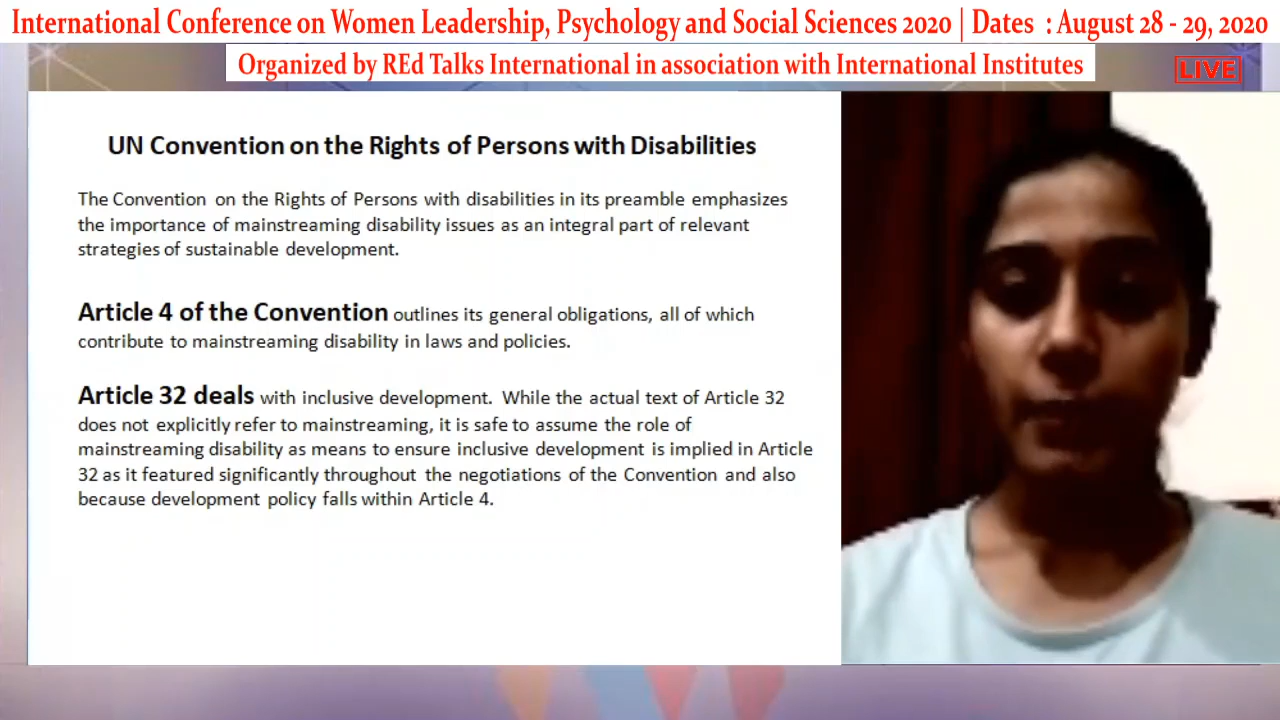 International Conference on Women Leadership, Psychology and Social Sciences 2020 | Dates : August 28 - 29, 2020
Organized by REd Talks International in association with International Institutes
LIVE
UN Convention on the Rights of Persons with Disabilities
The Convention on the Rights of Persons with disabilities in its preamble emphasizes
the importance of mainstreaming disability issues as an integral part of relevant
strategies of sustainable development.
Article 4 of the Convention outlines its general obligations, all of which
contribute to mainstreaming disability in laws and policies.
Article 32 deals with inclusive development. While the actual text of Article 32
does not explicitly refer to mainstreaming, it is safe to assume the role of
mainstreaming disability as means to ensure inclusive development is implied in Article
32 as it featured significantly throughout the negotiations of the Convention and also
because development policy falls within Article 4.